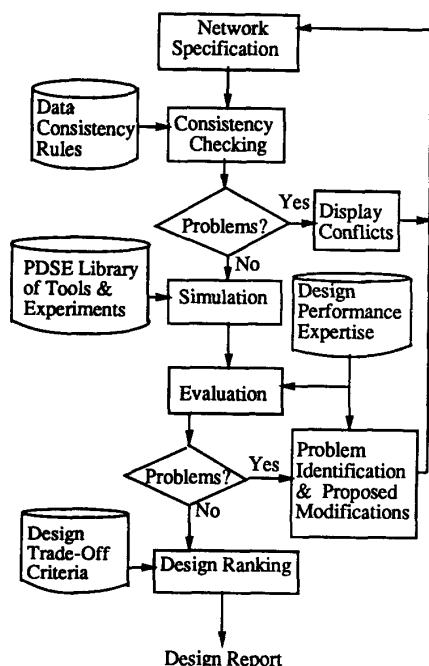 Network
Specification
Data
Consistency
Rules
Consistency
Checking
Problems?
Yes
Display
Conflicts
No
PDSE Library
of Tools &
Experiments
Simulation
Design
Performance
Expertise
Evaluation
Problems?
Yes
Problem
Identification
& Proposed
Modifications
No
Design
Trade-Off
Criteria
Design Ranking
Design Report